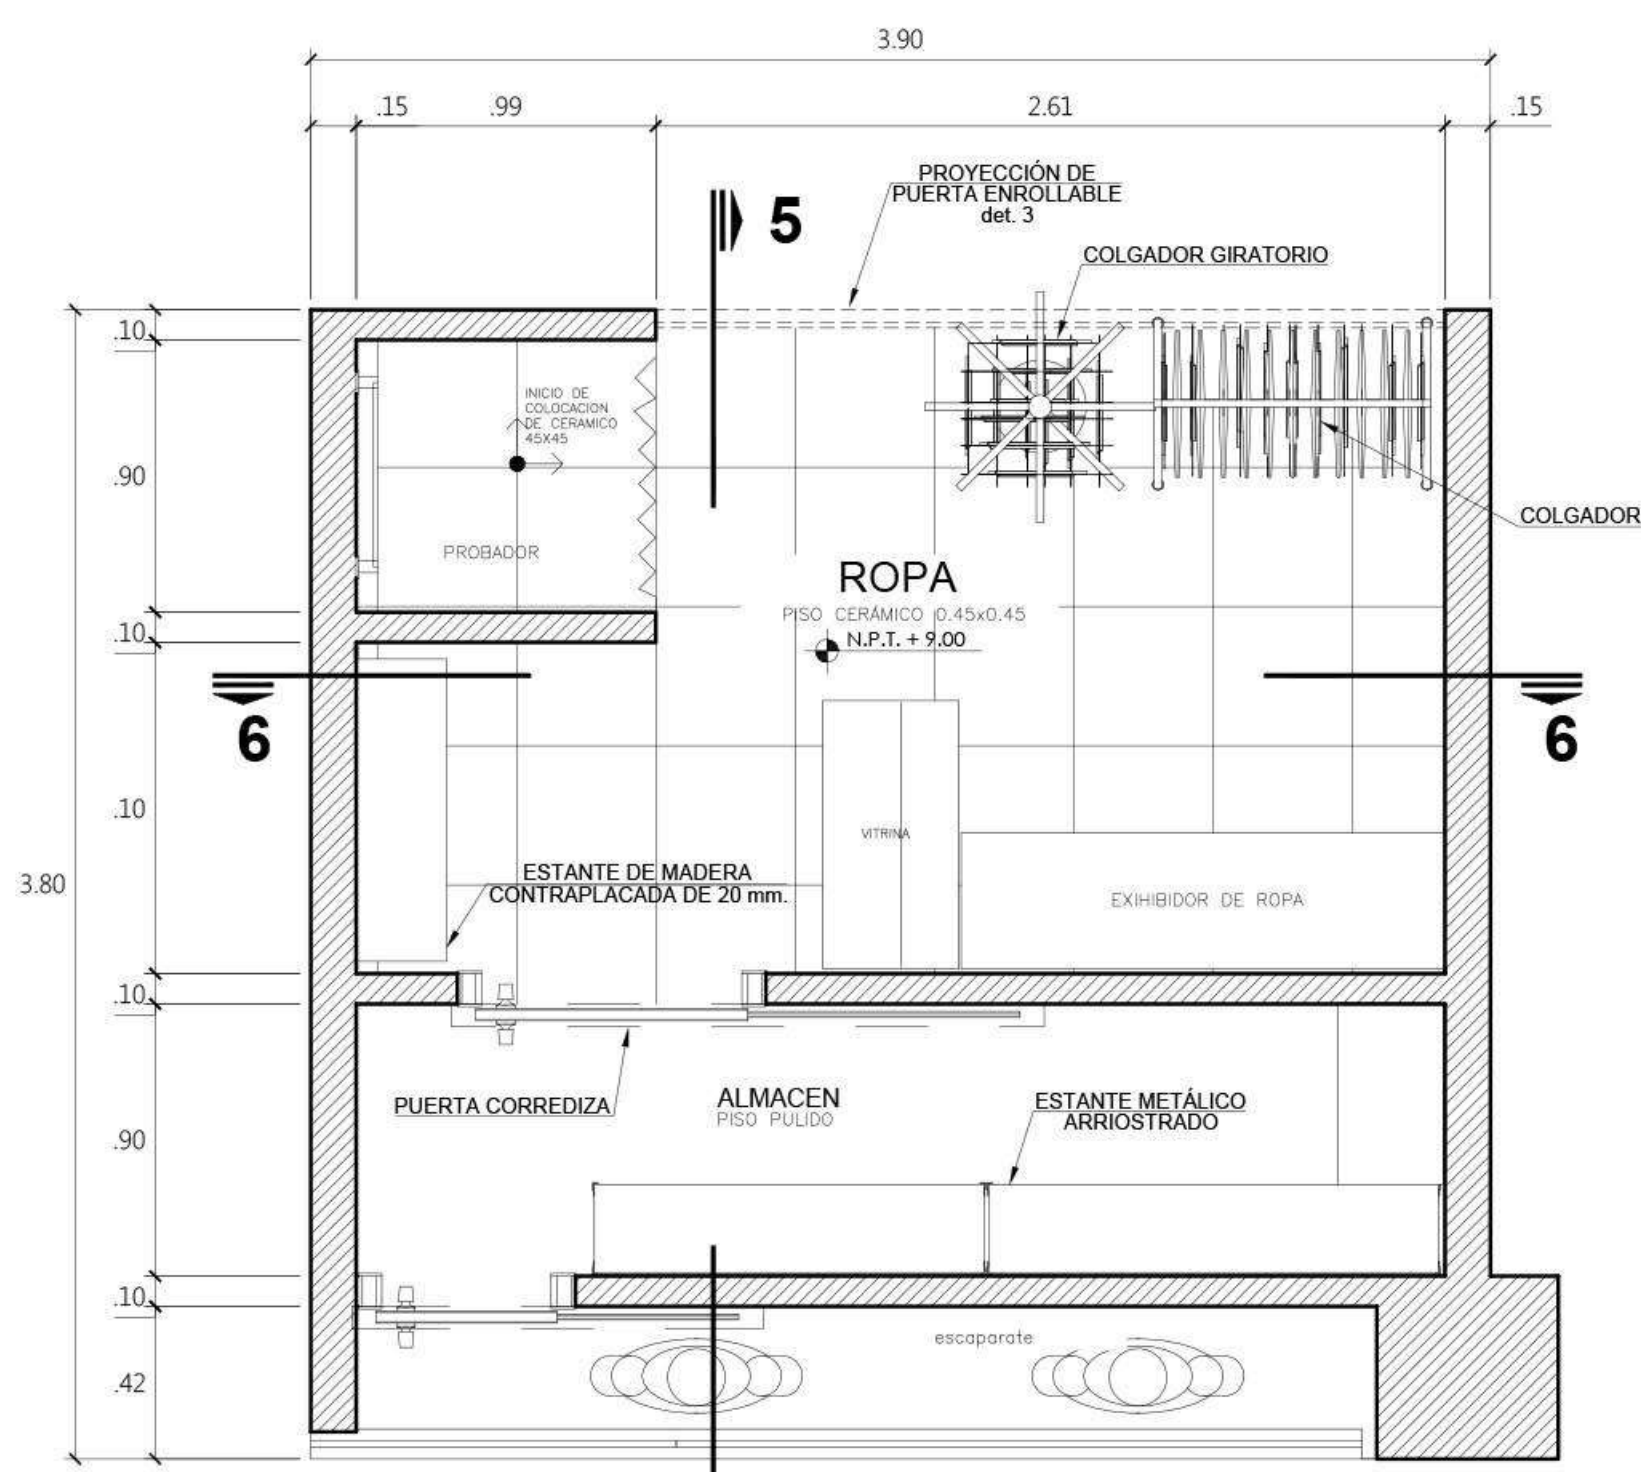 3.90
.15
.99
2.61
.15
PROYECCIÓN DE
PUERTA ENROLLABLE
det. 3
5
COLGADOR GIRATORIO
.10
INICIO DE
COLOCACION
DE CERAMICO
45X45
.90
COLGADOR
PROBADOR
ROPA
PISO CERÁMICO 0.45x0.45
.10
N.P.T. + 9.00
6
6
.10
VITRINA
3.80
ESTANTE DE MADERA
CONTRAPLACADA DE 20 mm.
EXIHIBIDOR DE ROPA
.10
PUERTA CORREDIZA
ALMACEN
PISO PULIDO
ESTANTE METÁLICO
ARRIOSTRADO
.90
.10
escaparate
.42